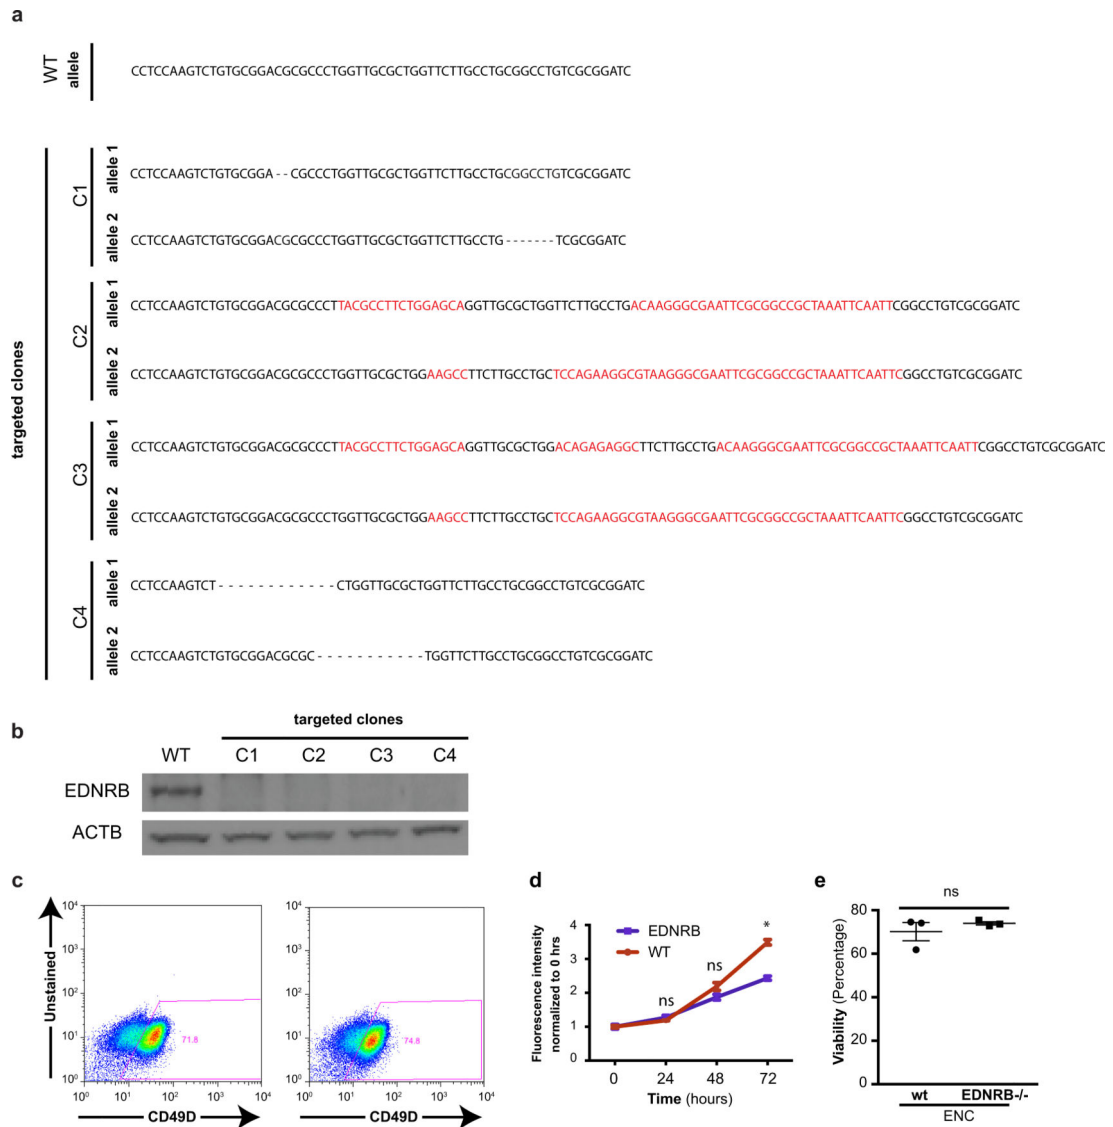 a
WT
allele
CCTCCAAGTCTGTGCGGACGCGCCCTGGTTGCGCTGGTTCTTGCCTGCGGCCTGTCGCGGATC
targeted clones
C1
allele 1
CCTCCAAGTCTGTGCGGA--CGCCCTGGTTGCGCTGGTTCTTGCCTGCGGCCTGTCGCGGATC
allele 2
CCTCCAAGTCTGTGCGGACGCGCCCTGGTTGCGCTGGTTCTTGCCTG-------TCGCGGATC
C2
allele 1
CCTCCAAGTCTGTGCGGACGCGCCCTTACGCCTTCTGGAGCAGGTTGCGCTGGTTCTTGCCTGACAAGGGCGAATTCGCGGCCGCTAAATTCAATTCGGCCTGTCGCGGATC
allele 2
CCTCCAAGTCTGTGCGGACGCGCCCTGGTTGCGCTGGAAGCCTTCTTGCCTGCTCCAGAAGGCGTAAGGGCGAATTCGCGGCCGCTAAATTCAATTCGGCCTGTCGCGGATC
C3
allele 1
CCTCCAAGTCTGTGCGGACGCGCCCTTACGCCTTCTGGAGCAGGTTGCGCTGGACAGAGAGGCTTCTTGCCTGACAAGGGCGAATTCGCGGCCGCTAAATTCAATTCGGCCTGTCGCGGATC
allele 2
CCTCCAAGTCTGTGCGGACGCGCCCTGGTTGCGCTGGAAGCCTTCTTGCCTGCTCCAGAAGGCGTAAGGGCGAATTCGCGGCCGCTAAATTCAATTCGGCCTGTCGCGGATC
C4
allele 1
CCTCCAAGTCT- - - - - - - - - - - - - -CTGGTTGCGCTGGTTCTTGCCTGCGGCCTGTCGCGGATC
allele 2
CCTCCAAGTCTGTGCGGACGCGC- - - - - - - - - - - - -TGGTTCTTGCCTGCGGCCTGTCGCGGATC
b
targeted clones
WT C1 C2 C3 C4
EDNRB
ACTB
c
Unstained
10⁴ 10³ 10² 10¹ 10⁰
71.8
10⁰ 10¹ 10² 10³ 10⁴
CD49D
10⁴ 10³ 10² 10¹ 10⁰
74.8
10⁰ 10¹ 10² 10³ 10⁴
CD49D
d
Fluorescence intensity
normalized to 0 hrs
4
3
2
1
0
EDNRB
WT
ns
ns
*
0 24 48 72
Time (hours)
e
Viability (Percentage)
80
60
40
20
0
ns
wt EDNRB-/-
ENC